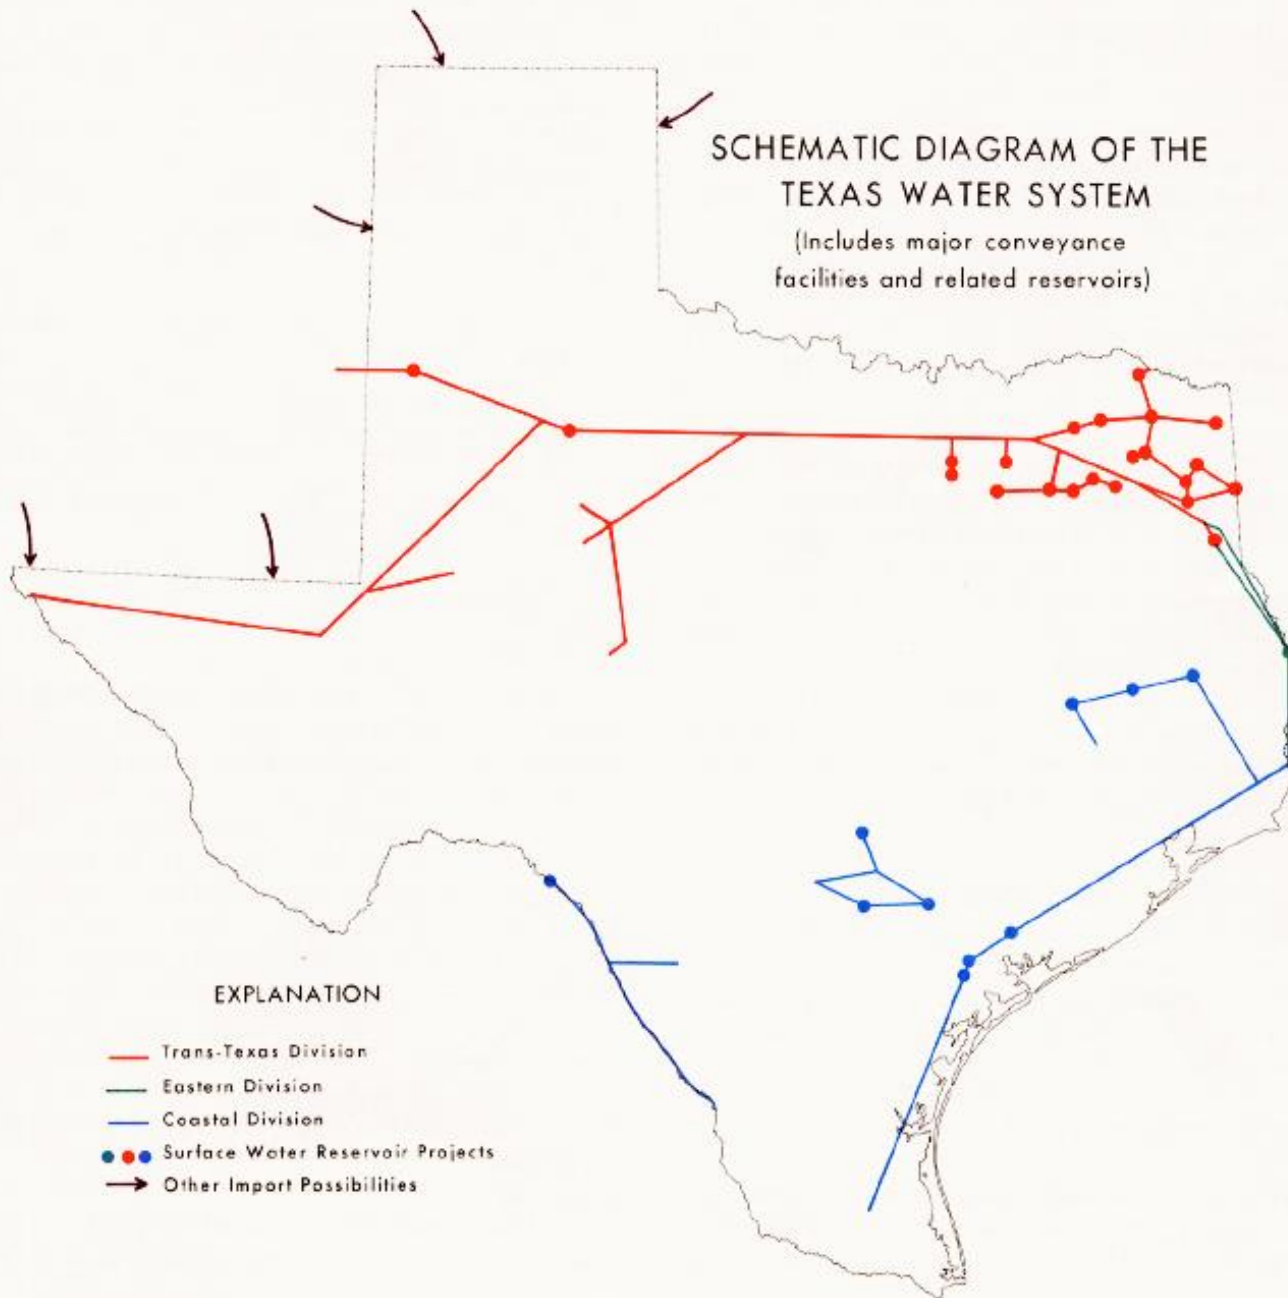 SCHEMATIC DIAGRAM OF THE
TEXAS WATER SYSTEM
(Includes major conveyance
facilities and related reservoirs)
EXPLANATION
Trans-Texas Division
Eastern Division
Coastal Division
Surface Water Reservoir Projects
Other Import Possibilities